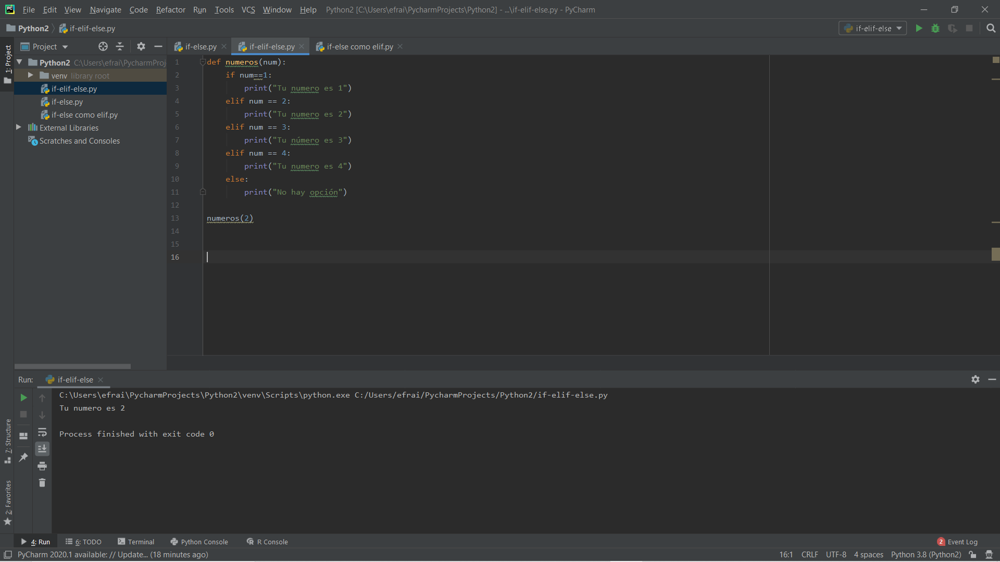 File Edit View Navigate Code Refactor Run Tools VCS Window Help Python2 [C:\Users\efrai\PycharmProjects\Python2] - ...\if-elif-else.py - PyCharm
Python2 if-elif-else.py if-elif-else
1: Project
Project
if-else.py if-elif-else.py if-else como elif.py
Python2 C:\Users\efrai\PycharmProj
venv library root
if-elif-else.py
if-else.py
if-else como elif.py
External Libraries
Scratches and Consoles
1 def numeros(num):
2 if num==1:
3 print("Tu numero es 1")
4 elif num == 2:
5 print("Tu numero es 2")
6 elif num == 3:
7 print("Tu número es 3")
8 elif num == 4:
9 print("Tu numero es 4")
10 else:
11 print("No hay opción")
12
13 numeros(2)
14
15
16
Run: if-elif-else
C:\Users\efrai\PycharmProjects\Python2\venv\Scripts\python.exe C:/Users/efrai/PycharmProjects/Python2/if-elif-else.py
Tu numero es 2
Process finished with exit code 0
7: Structure
2: Favorites
4: Run 6: TODO Terminal Python Console R Console 2 Event Log
PyCharm 2020.1 available: // Update... (18 minutes ago) 16:1 CRLF UTF-8 4 spaces Python 3.8 (Python2)